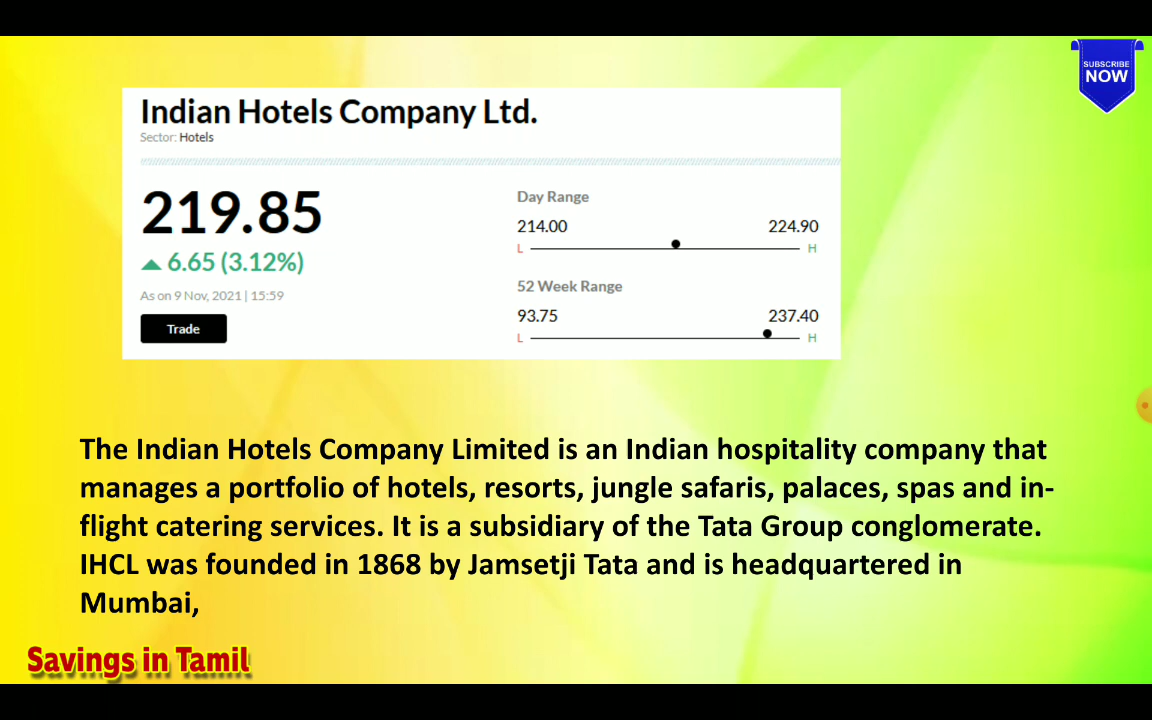 SUBSCRIBE
NOW
Indian Hotels Company Ltd.
Sector: Hotels
219.85
▲ 6.65 (3.12%)
As on 9 Nov, 2021 | 15:59
Trade
Day Range
214.00 224.90
L H
52 Week Range
93.75 237.40
L H
The Indian Hotels Company Limited is an Indian hospitality company that
manages a portfolio of hotels, resorts, jungle safaris, palaces, spas and in-
flight catering services. It is a subsidiary of the Tata Group conglomerate.
IHCL was founded in 1868 by Jamsetji Tata and is headquartered in
Mumbai,
Savings in Tamil